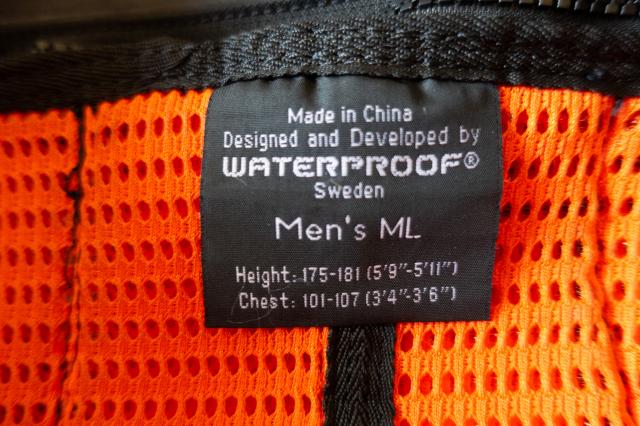 Made in China
Designed and Developed by
WATERPROOF®
Sweden
Men's ML
Height: 175-181 (5'9"-5'11")
Chest: 101-107 (3'4"-3'6")